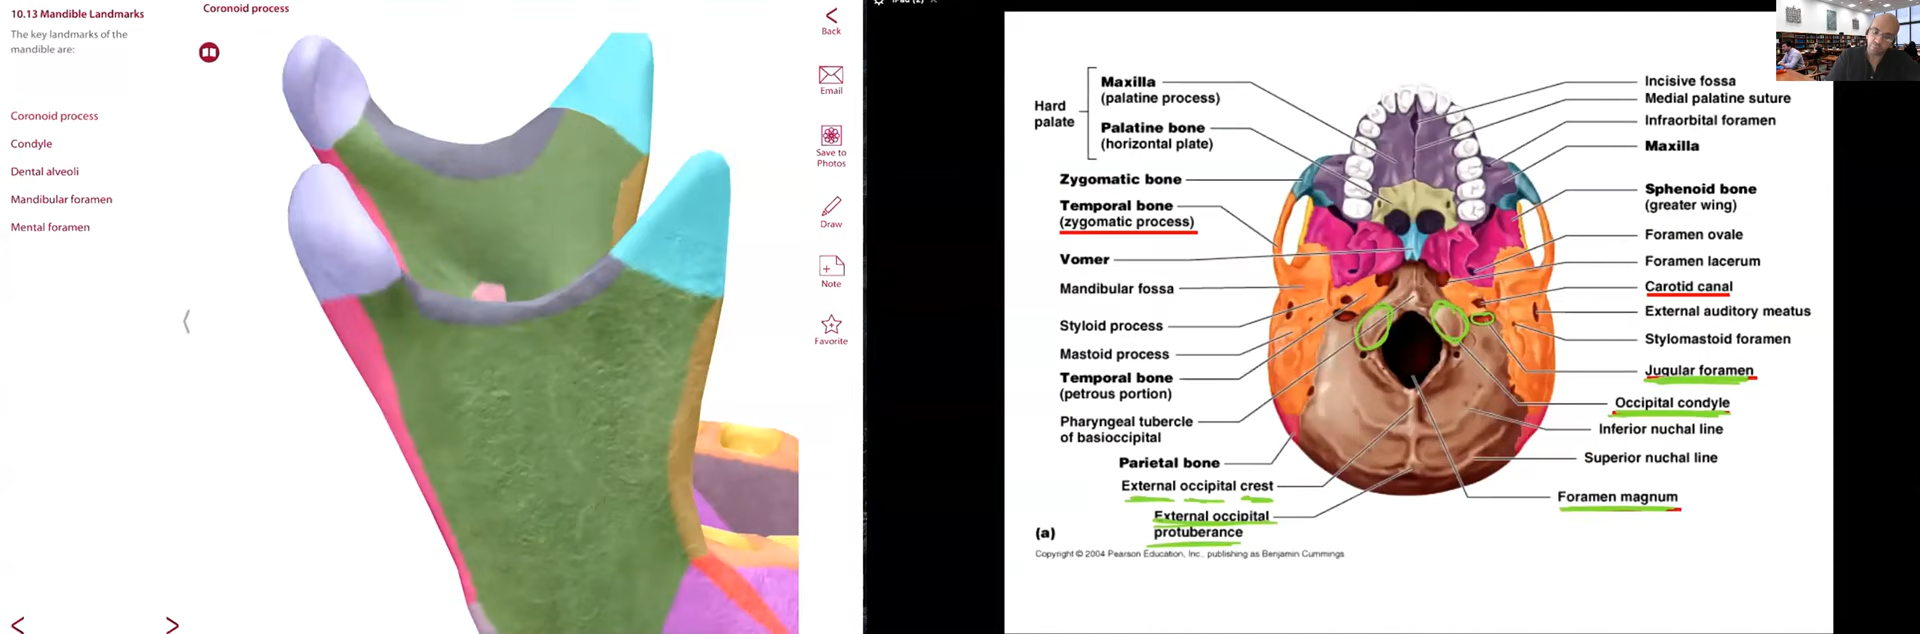 10.13 Mandible Landmarks
The key landmarks of the
mandible are:
Coronoid process
Condyle
Dental alveoli
Mandibular foramen
Mental foramen
Coronoid process
Back
Email
Save to
Photos
Draw
Note
Favorite
iPad (2)
Hard
palate
Maxilla
(palatine process)
Palatine bone
(horizontal plate)
Zygomatic bone
Temporal bone
(zygomatic process)
Vomer
Mandibular fossa
Styloid process
Mastoid process
Temporal bone
(petrous portion)
Pharyngeal tubercle
of basioccipital
Parietal bone
External occipital crest
External occipital
protuberance
Incisive fossa
Medial palatine suture
Infraorbital foramen
Maxilla
Sphenoid bone
(greater wing)
Foramen ovale
Foramen lacerum
Carotid canal
External auditory meatus
Stylomastoid foramen
Jugular foramen
Occipital condyle
Inferior nuchal line
Superior nuchal line
Foramen magnum
(a)
Copyright © 2004 Pearson Education, Inc., publishing as Benjamin Cummings